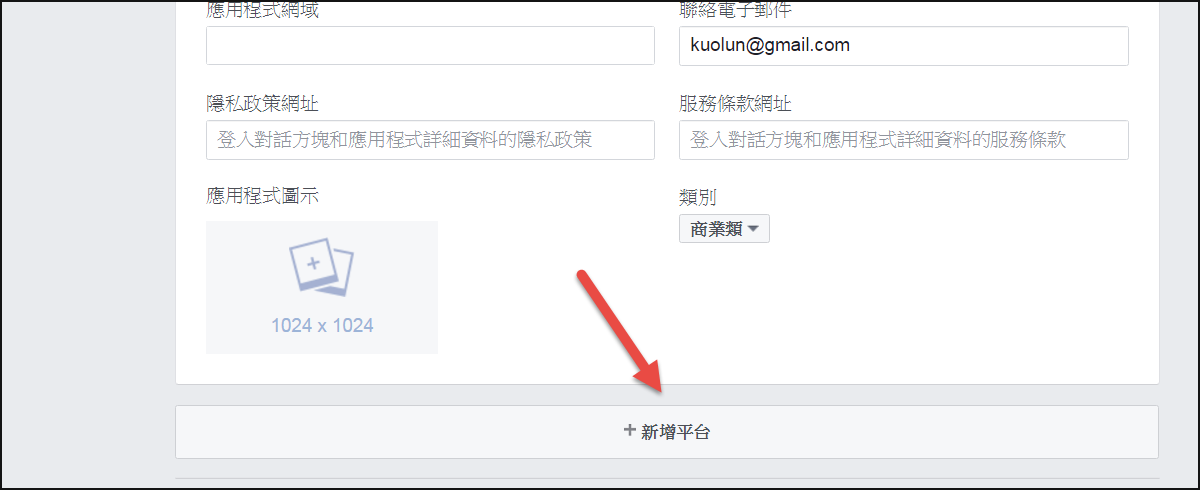 應用程式網域
聯絡電子郵件
kuolun@gmail.com
隱私政策網址
服務條款網址
登入對話方塊和應用程式詳細資料的隱私政策
登入對話方塊和應用程式詳細資料的服務條款
應用程式圖示
類別
商業類
1024 x 1024
+ 新增平台